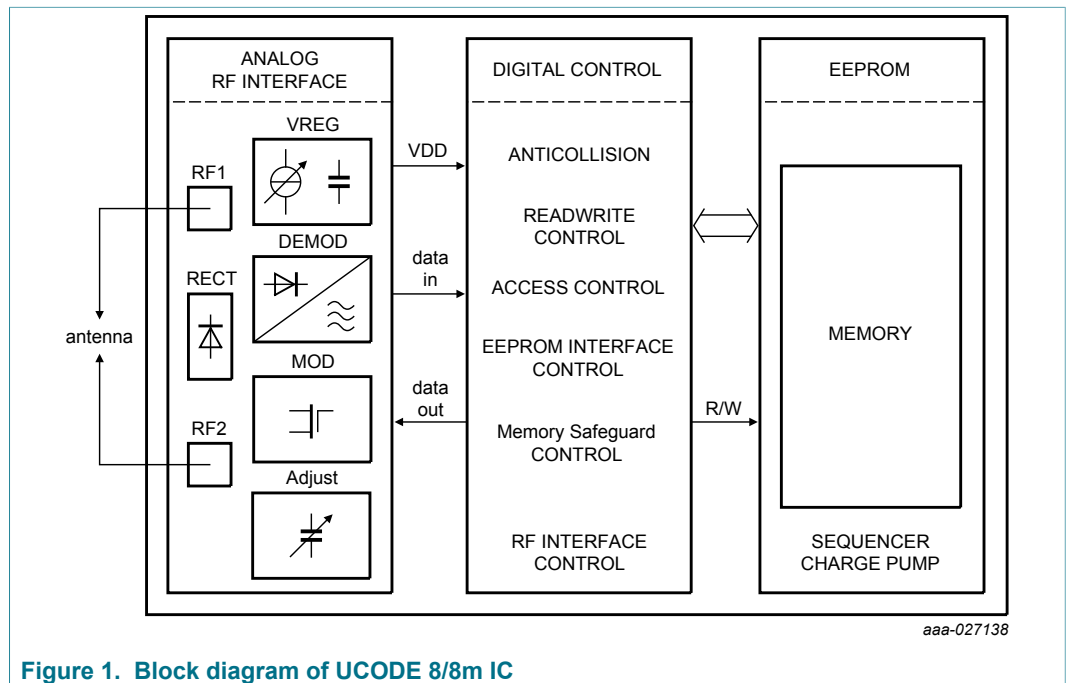 ANALOG
RF INTERFACE
VREG
RF1
DEMOD
RECT
antenna
MOD
RF2
Adjust
VDD
data
in
data
out
DIGITAL CONTROL
ANTICOLLISION
READWRITE
CONTROL
ACCESS CONTROL
EEPROM INTERFACE
CONTROL
Memory Safeguard
CONTROL
RF INTERFACE
CONTROL
R/W
EEPROM
MEMORY
SEQUENCER
CHARGE PUMP
aaa-027138
Figure 1. Block diagram of UCODE 8/8m IC